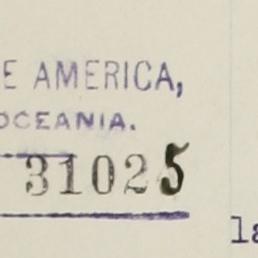 E AMERICA,
OCEANIA.
31025
la